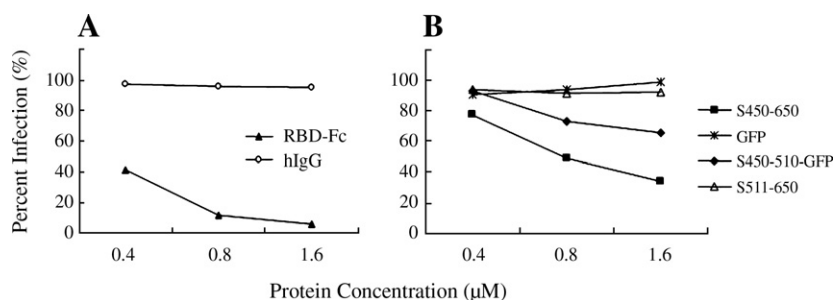 A
Percent Infection (%)
100
80
60
40
20
0
0.4 0.8 1.6
RBD-Fc
hIgG
B
100
80
60
40
20
0
0.4 0.8 1.6
S450-650
GFP
S450-510-GFP
S511-650
Protein Concentration (μM)